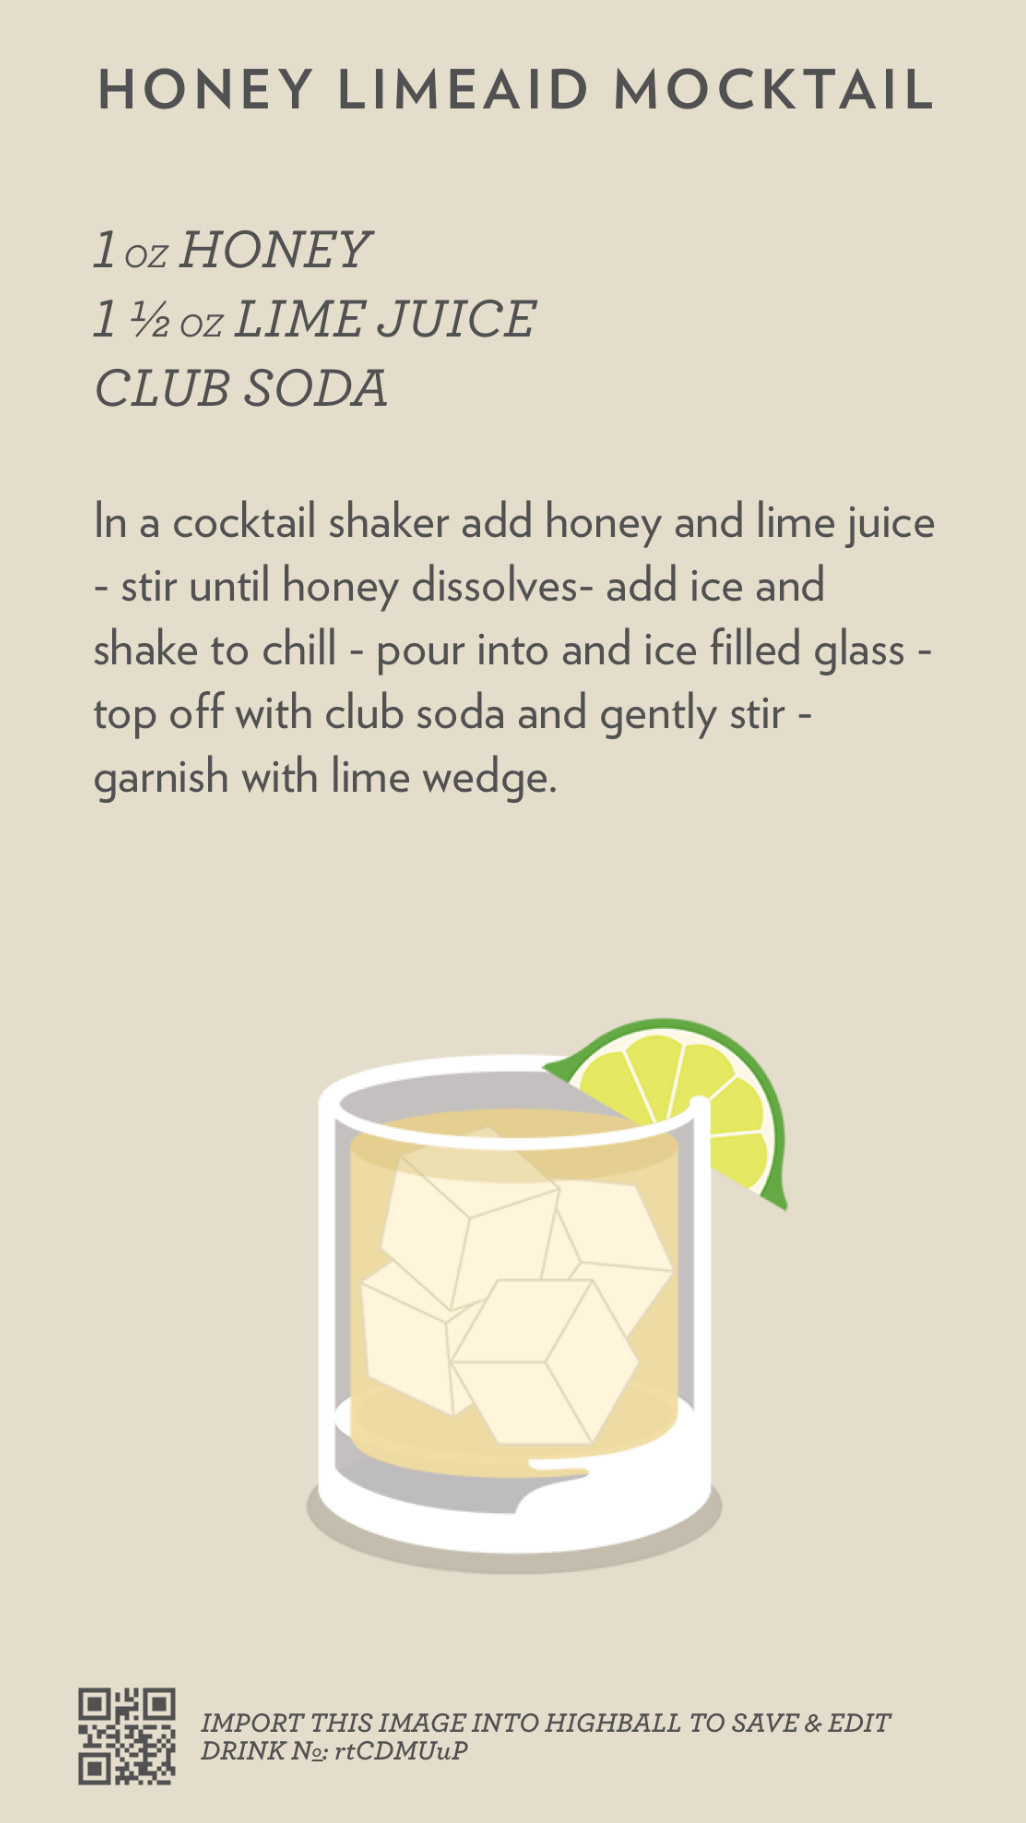 HONEY LIMEAID MOCKTAIL
1 OZ HONEY
1 ½ OZ LIME JUICE
CLUB SODA
In a cocktail shaker add honey and lime juice
- stir until honey dissolves- add ice and
shake to chill - pour into and ice filled glass -
top off with club soda and gently stir -
garnish with lime wedge.
IMPORT THIS IMAGE INTO HIGHBALL TO SAVE & EDIT
DRINK Nº: rtCDMUuP